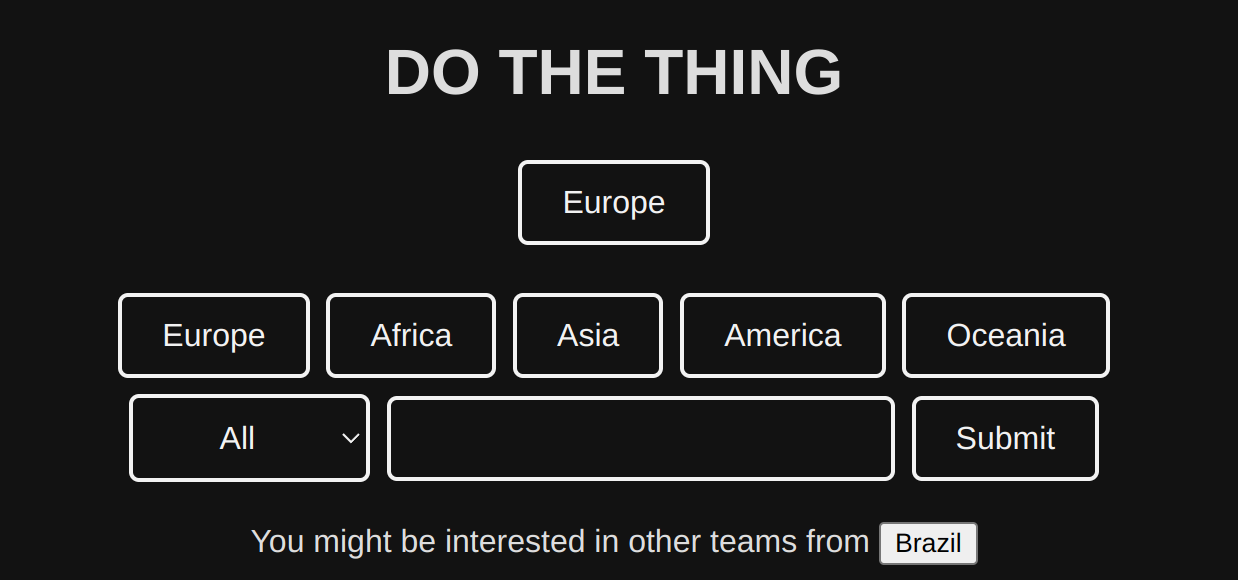 DO THE THING
Europe
Europe Africa Asia America Oceania
All Submit
You might be interested in other teams from Brazil